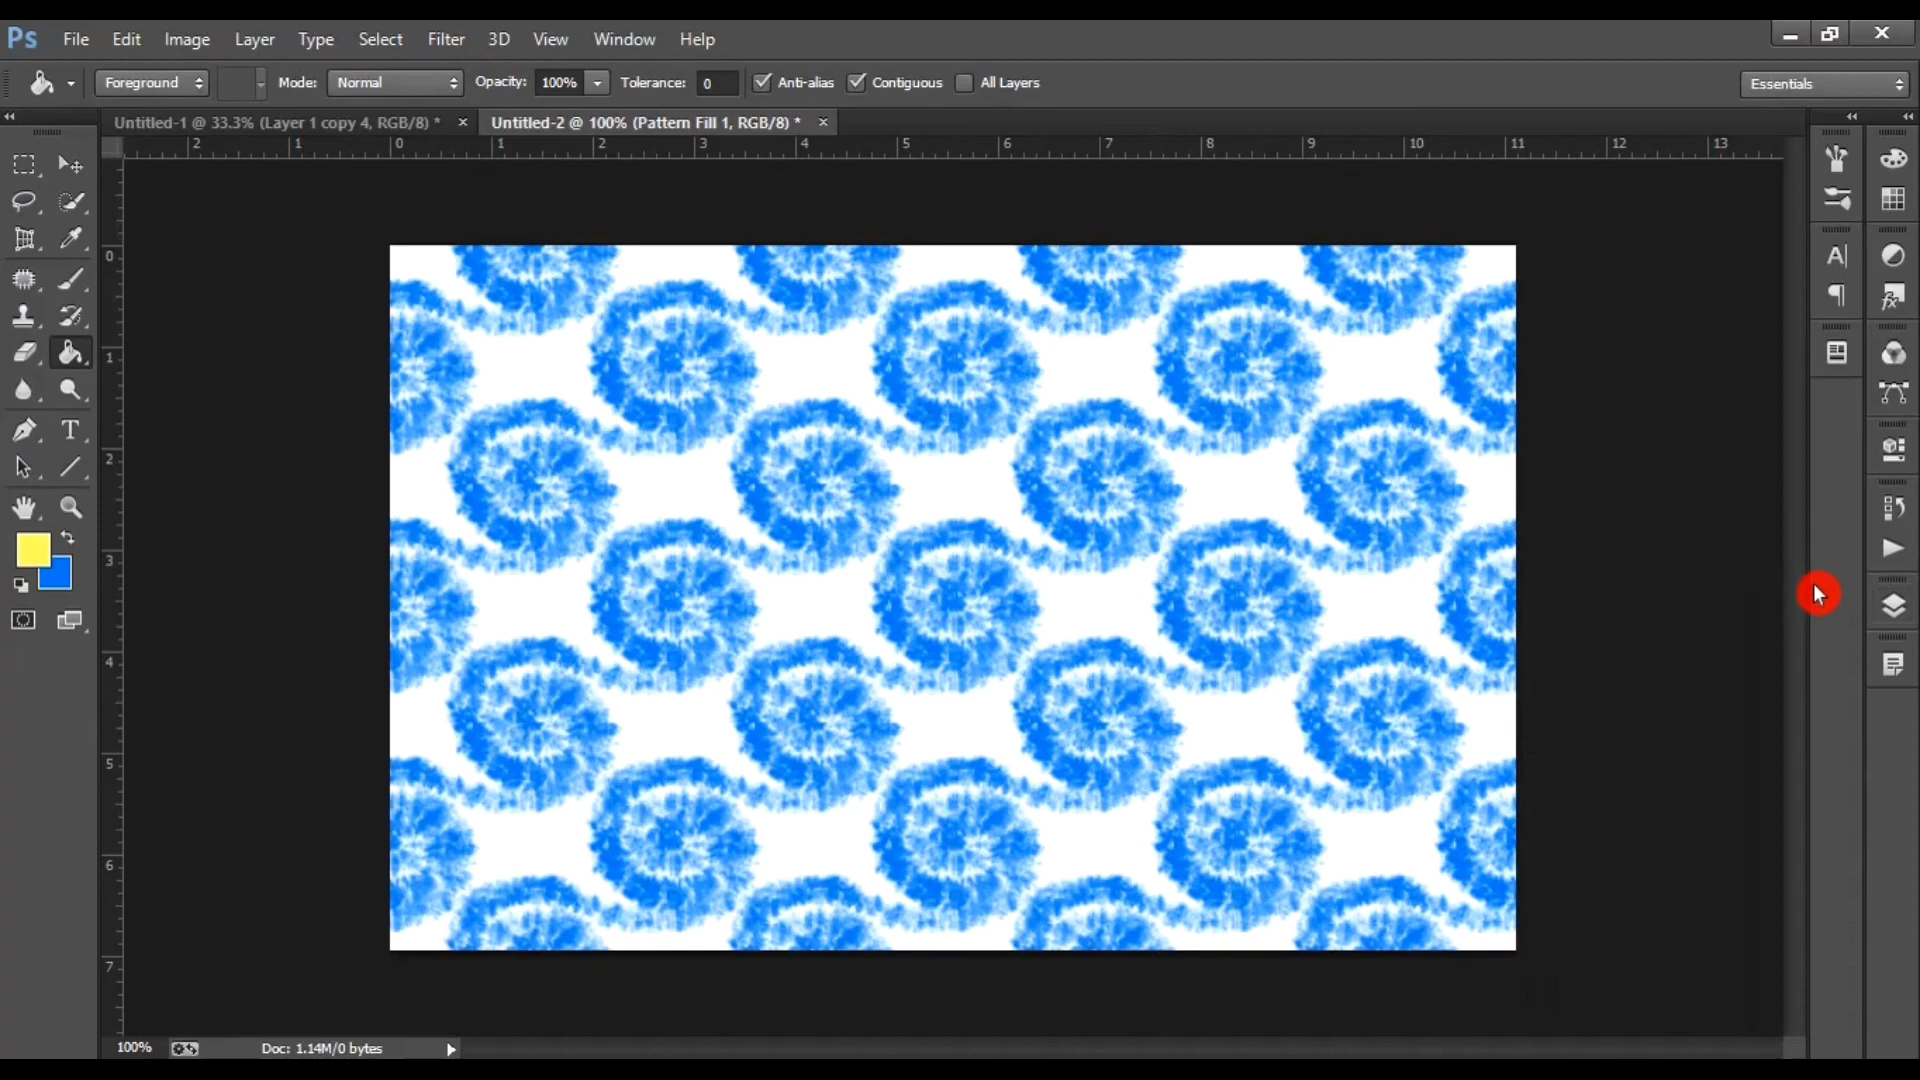 Ps File Edit Image Layer Type Select Filter 3D View Window Help
Foreground Mode: Normal Opacity: 100% Tolerance: 0 Anti-alias Contiguous All Layers Essentials
Untitled-1 @ 33.3% (Layer 1 copy 4, RGB/8) * × Untitled-2 @ 100% (Pattern Fill 1, RGB/8) * ×
2 1 0 1 2 3 4 5 6 7 8 9 10 11 12 13
0
1
2
3
4
5
6
7
100% Doc: 1.14M/0 bytes